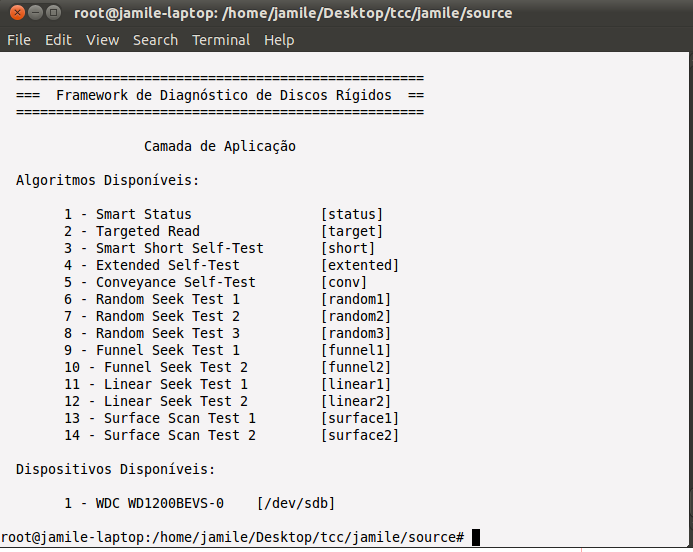 root@jamile-laptop: /home/jamile/Desktop/tcc/jamile/source
File Edit View Search Terminal Help
===================================================
=== Framework de Diagnóstico de Discos Rígidos ==
===================================================
Camada de Aplicação
Algoritmos Disponíveis:
1 - Smart Status [status]
2 - Targeted Read [target]
3 - Smart Short Self-Test [short]
4 - Extended Self-Test [extented]
5 - Conveyance Self-Test [conv]
6 - Random Seek Test 1 [random1]
7 - Random Seek Test 2 [random2]
8 - Random Seek Test 3 [random3]
9 - Funnel Seek Test 1 [funnel1]
10 - Funnel Seek Test 2 [funnel2]
11 - Linear Seek Test 1 [linear1]
12 - Linear Seek Test 2 [linear2]
13 - Surface Scan Test 1 [surface1]
14 - Surface Scan Test 2 [surface2]
Dispositivos Disponíveis:
1 - WDC WD1200BEVS-0 [/dev/sdb]
root@jamile-laptop:/home/jamile/Desktop/tcc/jamile/source#